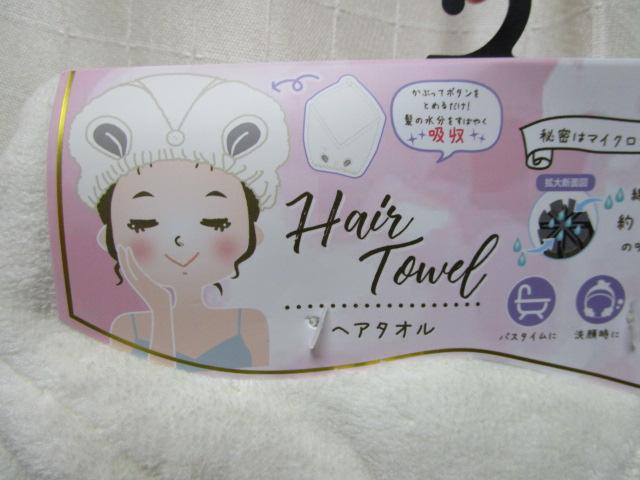 かぶってボタンを
とめるだけ!
髪の水分をすばやく
吸収
Hair
Towel
ヘアタオル
秘密はマイクロ
拡大断面図
約
バスタイムに
洗顔時に